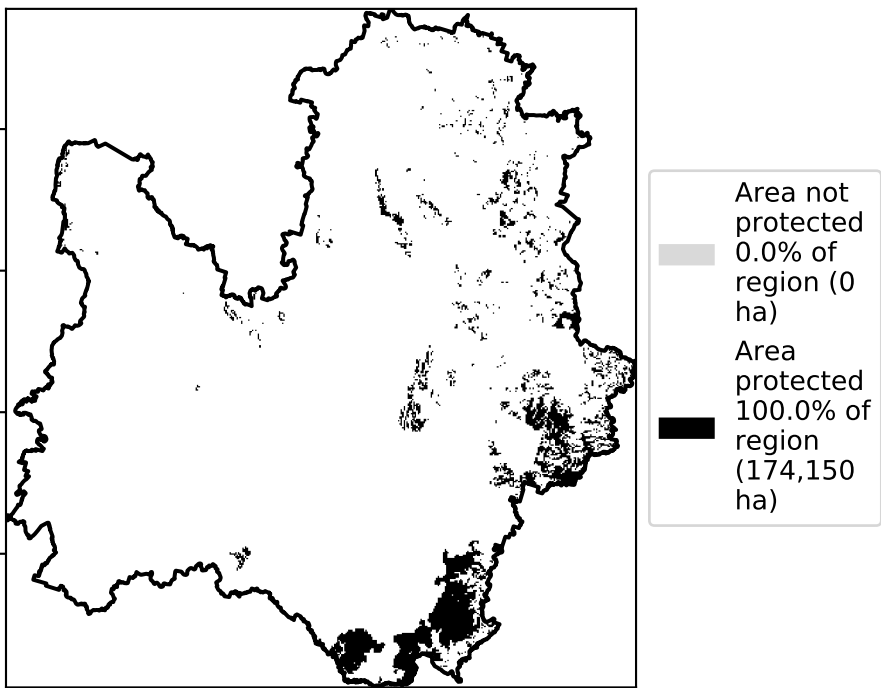 Area not
protected
0.0% of
region (0
ha)
Area
protected
100.0% of
region
(174,150
ha)